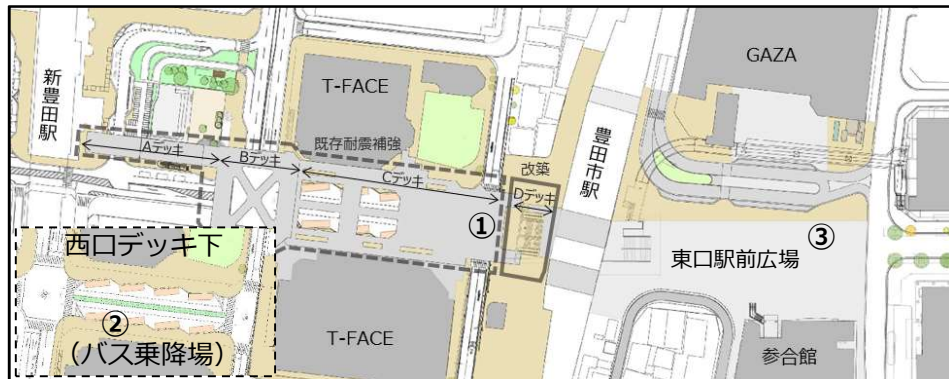 GAZA
T-FACE
新豊田駅
既存耐震補強
豊田市駅
改築
Aデッキ
Bデッキ
Cデッキ
Dデッキ
①
③
西口デッキ下
東口駅前広場
②
(バス乗降場)
T-FACE
参合館